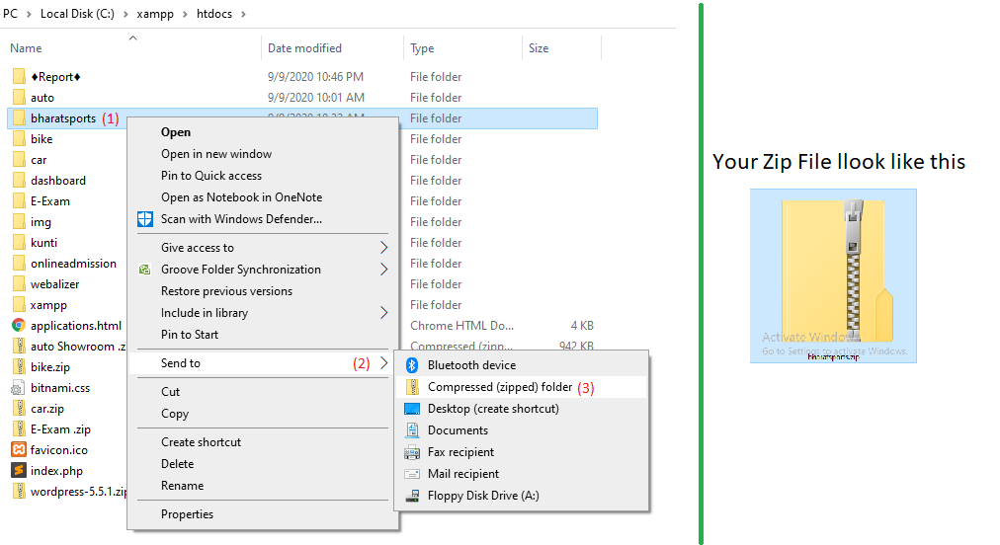 PC > Local Disk (C:) > xampp > htdocs >
Name Date modified Type Size
♦Report♦ 9/9/2020 10:46 PM File folder
auto 9/9/2020 10:01 AM File folder
bharatsports (1) File folder
bike File folder
car File folder
dashboard File folder
E-Exam File folder
img File folder
kunti File folder
onlineadmission File folder
webalizer File folder
xampp File folder
applications.html Chrome HTML Do... 4 KB
auto Showroom .z Compressed (zipp... 942 KB
bike.zip
bitnami.css
car.zip
E-Exam .zip
favicon.ico
index.php
wordpress-5.5.1.zip
Open
Open in new window
Pin to Quick access
Open as Notebook in OneNote
Scan with Windows Defender...
Give access to
Groove Folder Synchronization
Restore previous versions
Include in library
Pin to Start
Send to (2)
Cut
Copy
Create shortcut
Delete
Rename
Properties
Bluetooth device
Compressed (zipped) folder (3)
Desktop (create shortcut)
Documents
Fax recipient
Mail recipient
Floppy Disk Drive (A:)
Your Zip File llook like this
Activate Windows
Go to Settings to activate Windows.
bharatsports.zip